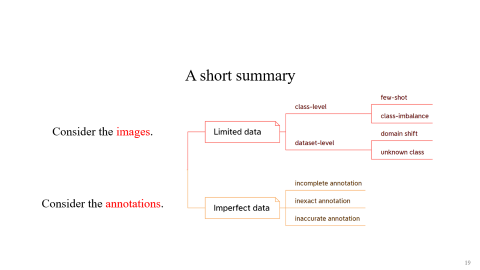 A short summary
few-shot
class-level
class-imbalance
Consider the images.
Limited data
domain shift
dataset-level
unknown class
incomplete annotation
Consider the annotations.
Imperfect data
inexact annotation
inaccurate annotation
19